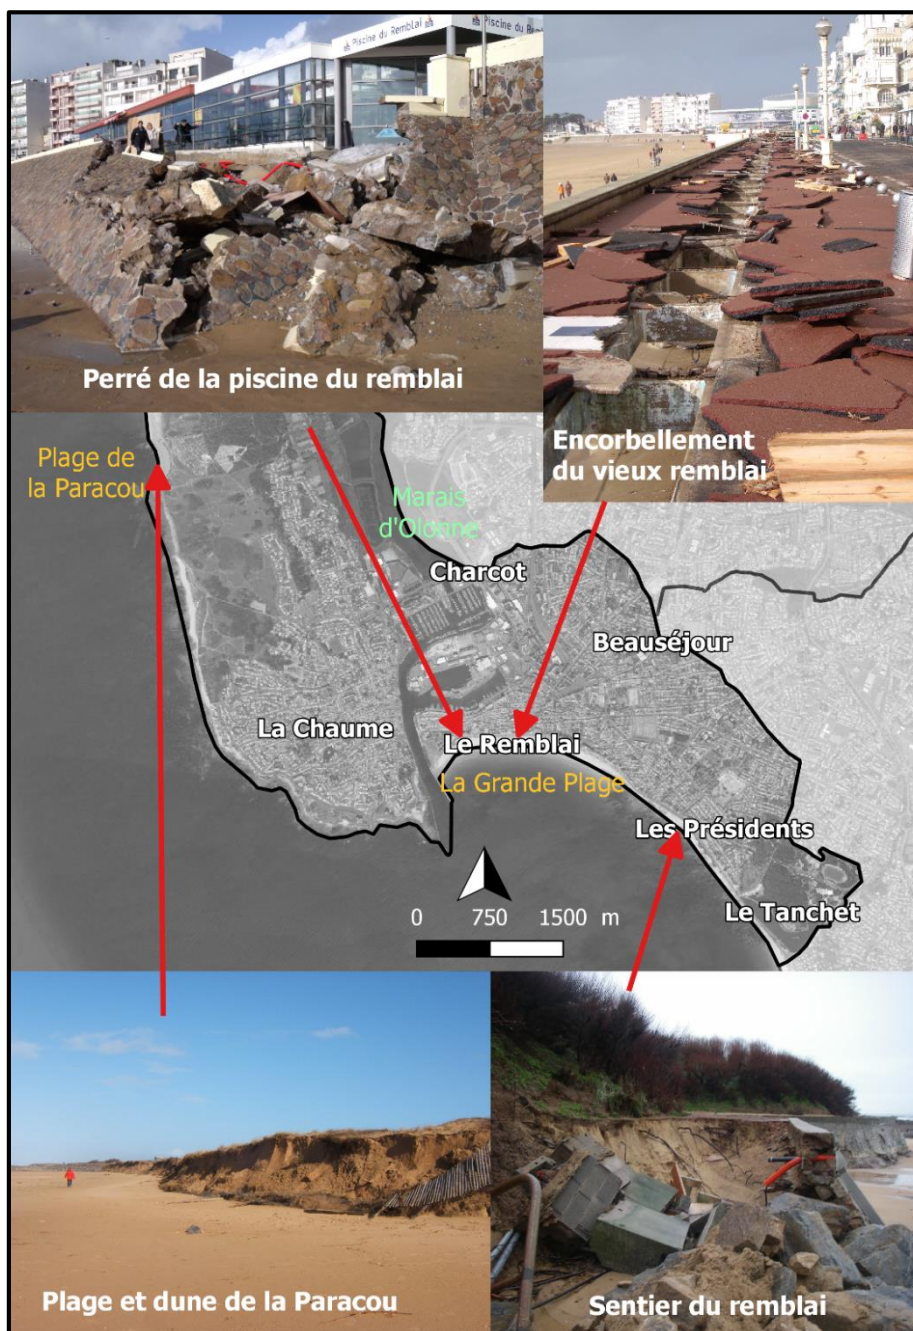 Piscine du Remblai
Piscine du Remblai
Perré de la piscine du remblai
Encorbellement
du vieux remblai
Plage de
la Paracou
Marais
d'Olonne
Charcot
Beauséjour
La Chaume
Le Remblai
La Grande Plage
Les Présidents
Le Tanchet
0 750 1500 m
Plage et dune de la Paracou
Sentier du remblai